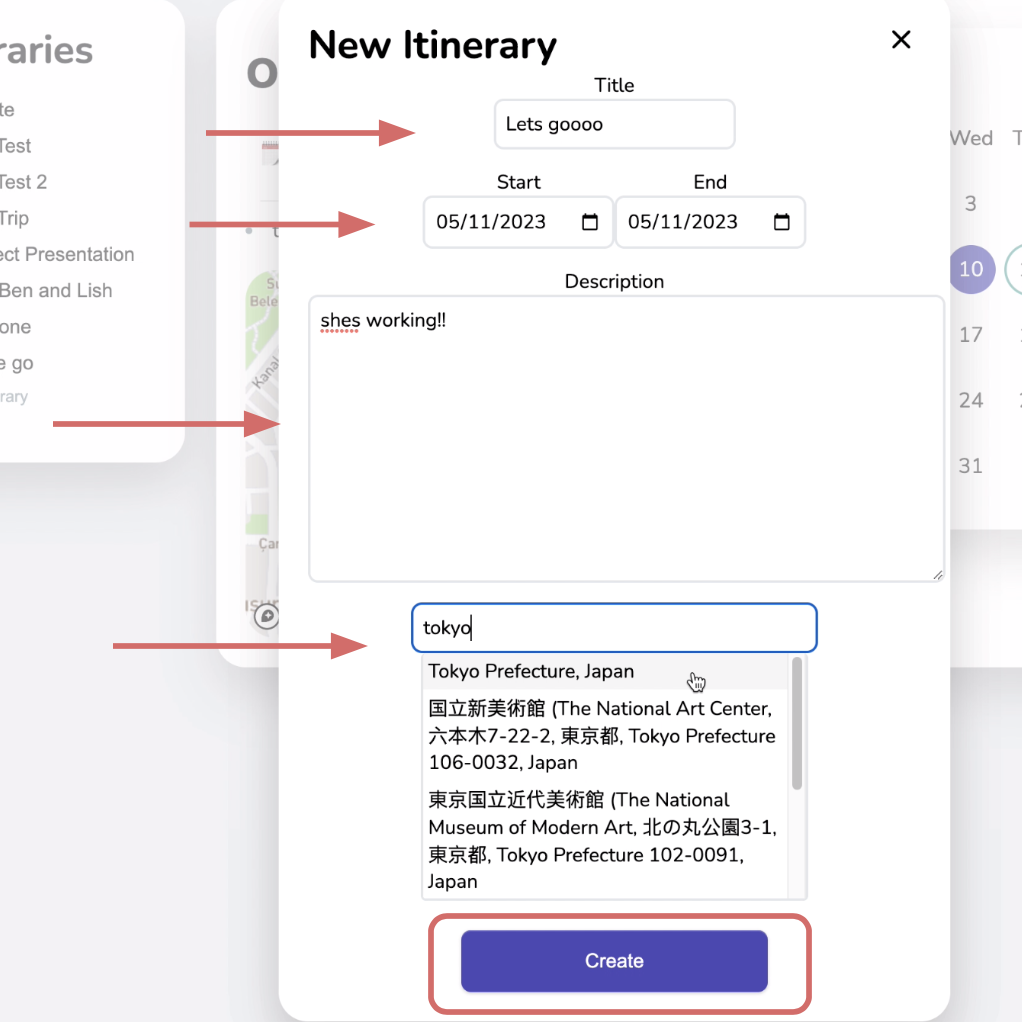 raries
New Itinerary
te
Test
Test 2
Trip
ect Presentation
Ben and Lish
one
e go
rary
Title
Lets goooo
Start
End
05/11/2023
05/11/2023
Description
shes working!!
tokyo
Tokyo Prefecture, Japan
国立新美術館 (The National Art Center,
六本木7-22-2, 東京都, Tokyo Prefecture
106-0032, Japan
東京国立近代美術館 (The National
Museum of Modern Art, 北の丸公園3-1,
東京都, Tokyo Prefecture 102-0091,
Japan
Create
Wed
3
10
17
24
31
Bele
Kanal
Çar